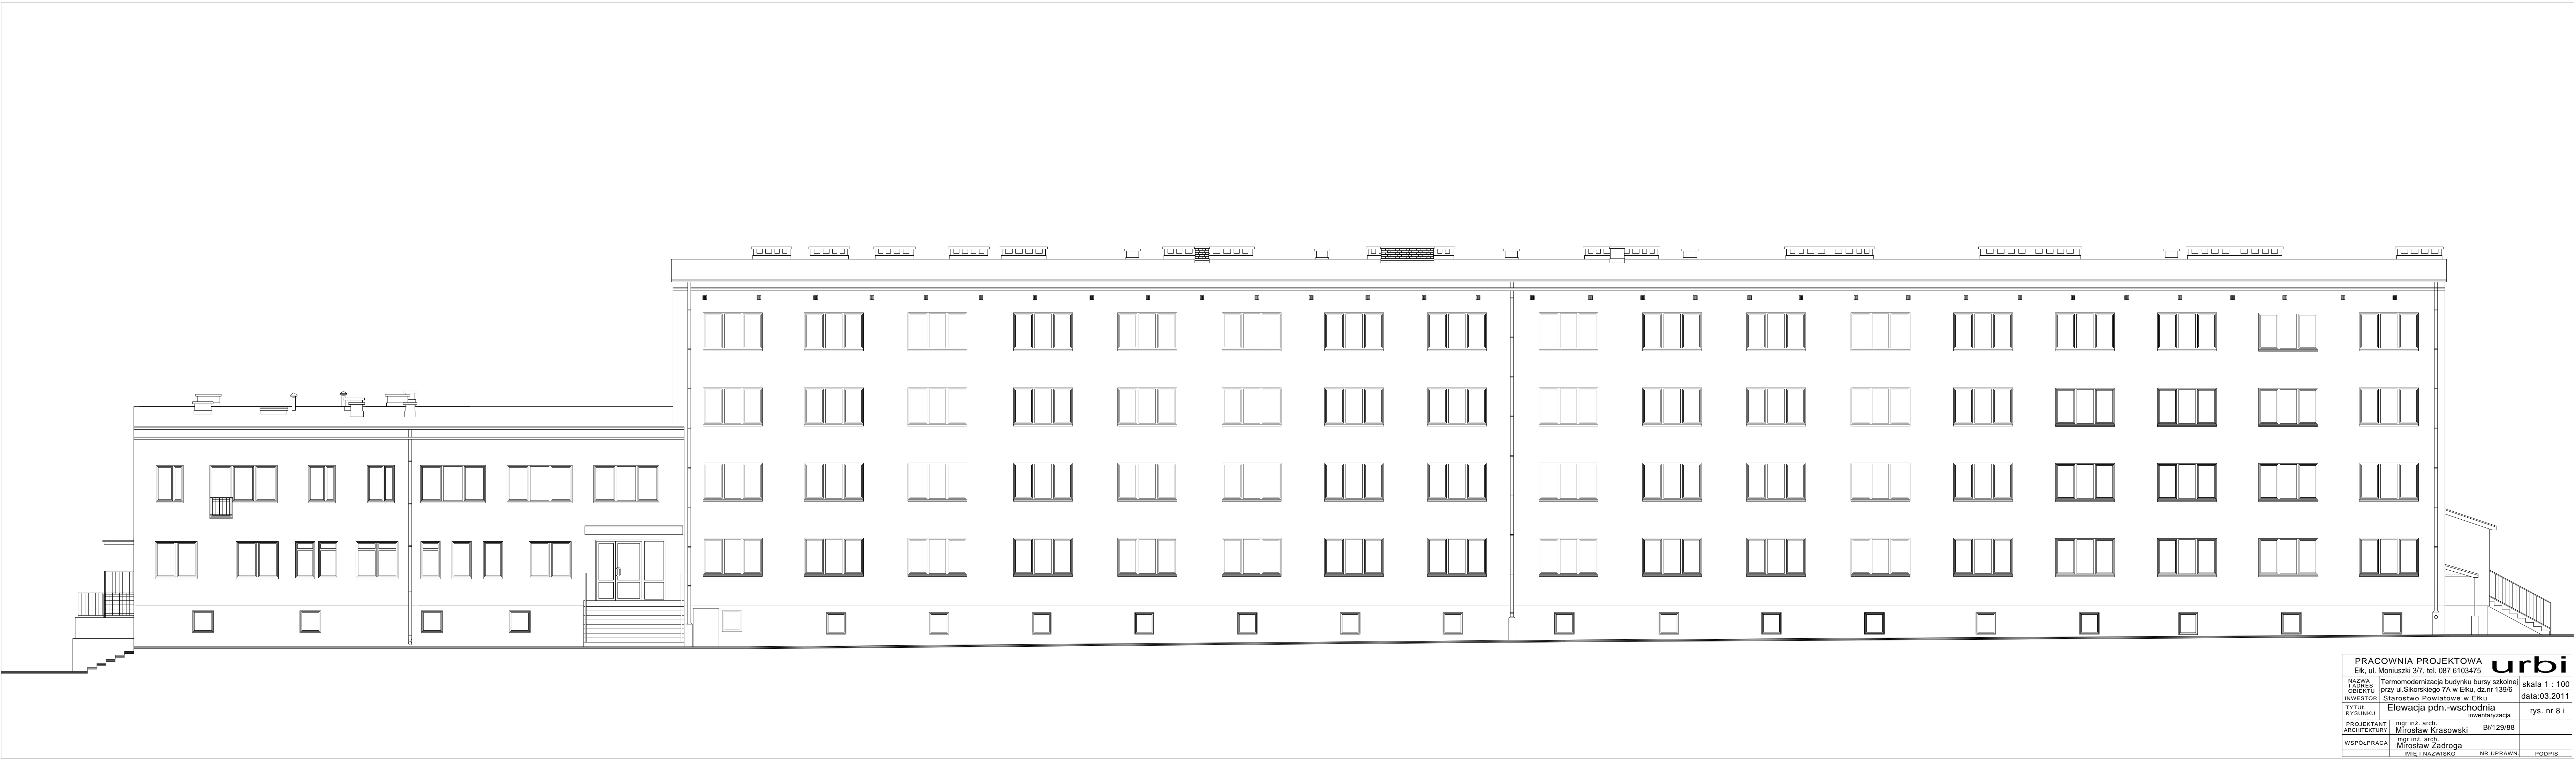 PRACOWNIA PROJEKTOWA urbi
Ełk, ul. Moniuszki 3/7, tel. 087 6103475
NAZWA I ADRES OBIEKTU Termomodernizacja budynku bursy szkolnej skala 1 : 100
przy ul.Sikorskiego 7A w Ełku, dz.nr 139/6
INWESTOR Starostwo Powiatowe w Ełku data:03.2011
TYTUŁ RYSUNKU Elewacja pdn.-wschodnia rys. nr 8 i
inwentaryzacja
PROJEKTANT ARCHITEKTURY mgr inż. arch.
Mirosław Krasowski Bł/129/88
WSPÓŁPRACA mgr inż. arch.
Mirosław Zadroga
IMIĘ I NAZWISKO NR UPRAWN. PODPIS